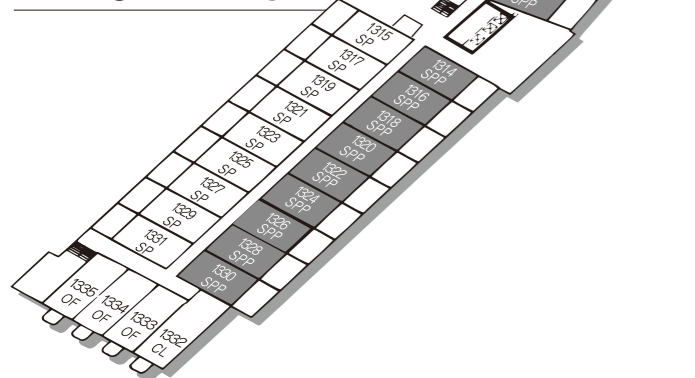 SPP
1315
SP
1317
SP
1319
SP
1321
SP
1323
SP
1325
SP
1327
SP
1329
SP
1331
SP
1314
SPP
1316
SPP
1318
SPP
1320
SPP
1322
SPP
1324
SPP
1326
SPP
1328
SPP
1330
SPP
1335
OF
1334
OF
1333
OF
1332
CL